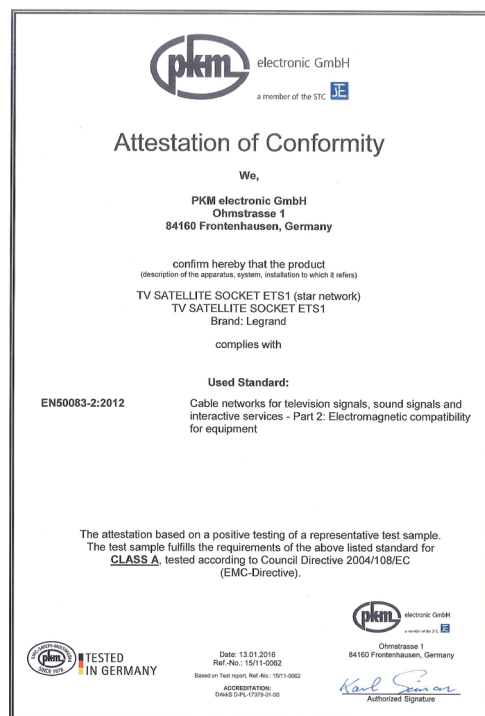 pkm electronic GmbH
a member of the STC
Attestation of Conformity
We,
PKM electronic GmbH
Ohmstrasse 1
84160 Frontenhausen, Germany
confirm hereby that the product
(description of the apparatus, system, installation to which it refers)
TV SATELLITE SOCKET ETS1 (star network)
TV SATELLITE SOCKET ETS1
Brand: Legrand
complies with
Used Standard:
EN50083-2:2012 Cable networks for television signals, sound signals and
interactive services - Part 2: Electromagnetic compatibility
for equipment
The attestation based on a positive testing of a representative test sample.
The test sample fulfills the requirements of the above listed standard for
CLASS A, tested according to Council Directive 2004/108/EC
(EMC-Directive).
pkm electronic GmbH
a member of the STC
Ohmstrasse 1
84160 Frontenhausen, Germany
pkm
SINCE 1978
TESTED
IN GERMANY
Date: 13.01.2016
Ref.-No.: 15/11-0062
Based on Test report, Ref.-No.: 15/11-0062
ACCREDITATION:
DAkkS D-PL-17379-01-00
Karl
Authorized Signature